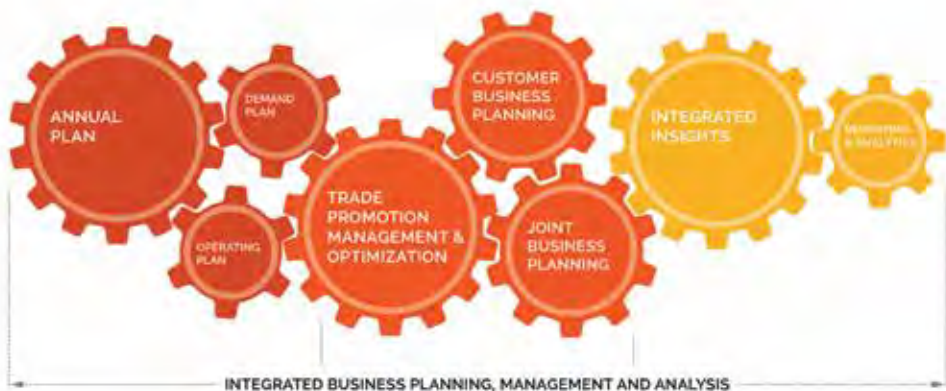 ANNUAL
PLAN
DEMAND
PLAN
OPERATING
PLAN
TRADE
PROMOTION
MANAGEMENT &
OPTIMIZATION
CUSTOMER
BUSINESS
PLANNING
JOINT
BUSINESS
PLANNING
INTEGRATED
INSIGHTS
& ANALYTICS
INTEGRATED BUSINESS PLANNING, MANAGEMENT AND ANALYSIS